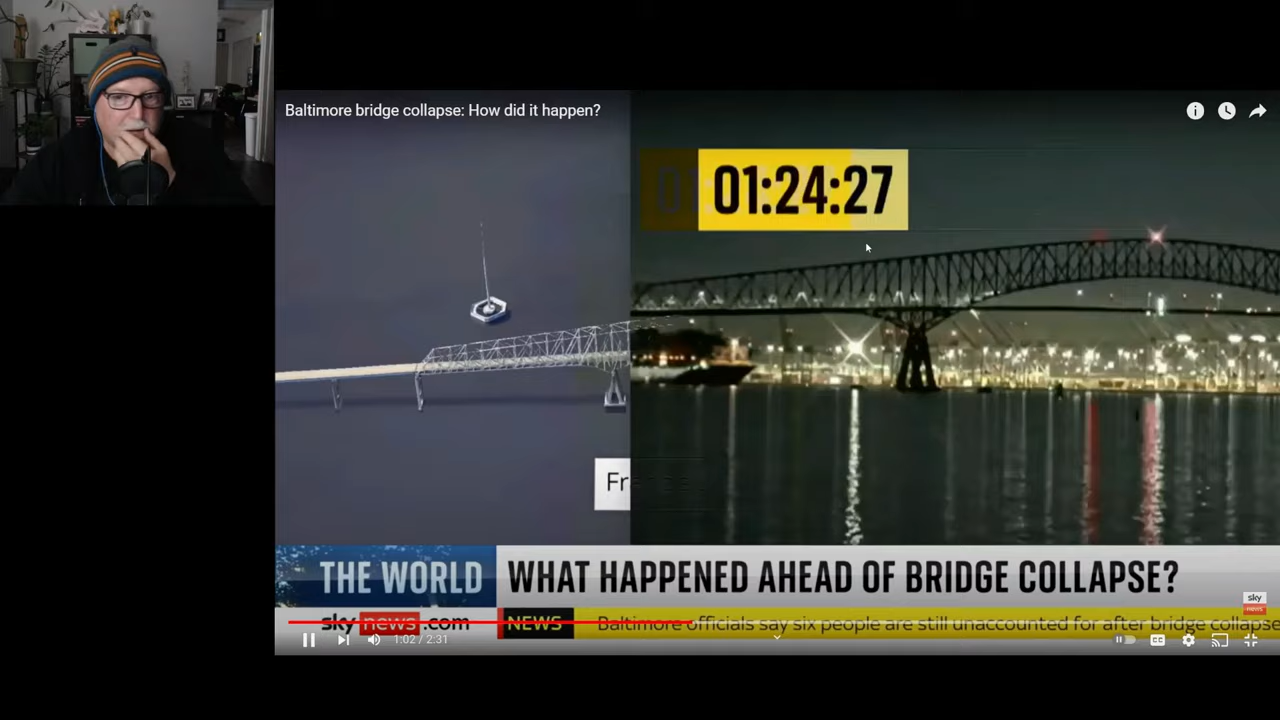 Baltimore bridge collapse: How did it happen?
01:24:27
Fr
THE WORLD
WHAT HAPPENED AHEAD OF BRIDGE COLLAPSE?
sky news .com
NEWS
Baltimore officials say six people are still unaccounted for after bridge collapse
sky
news
1:02 / 2:31
CC